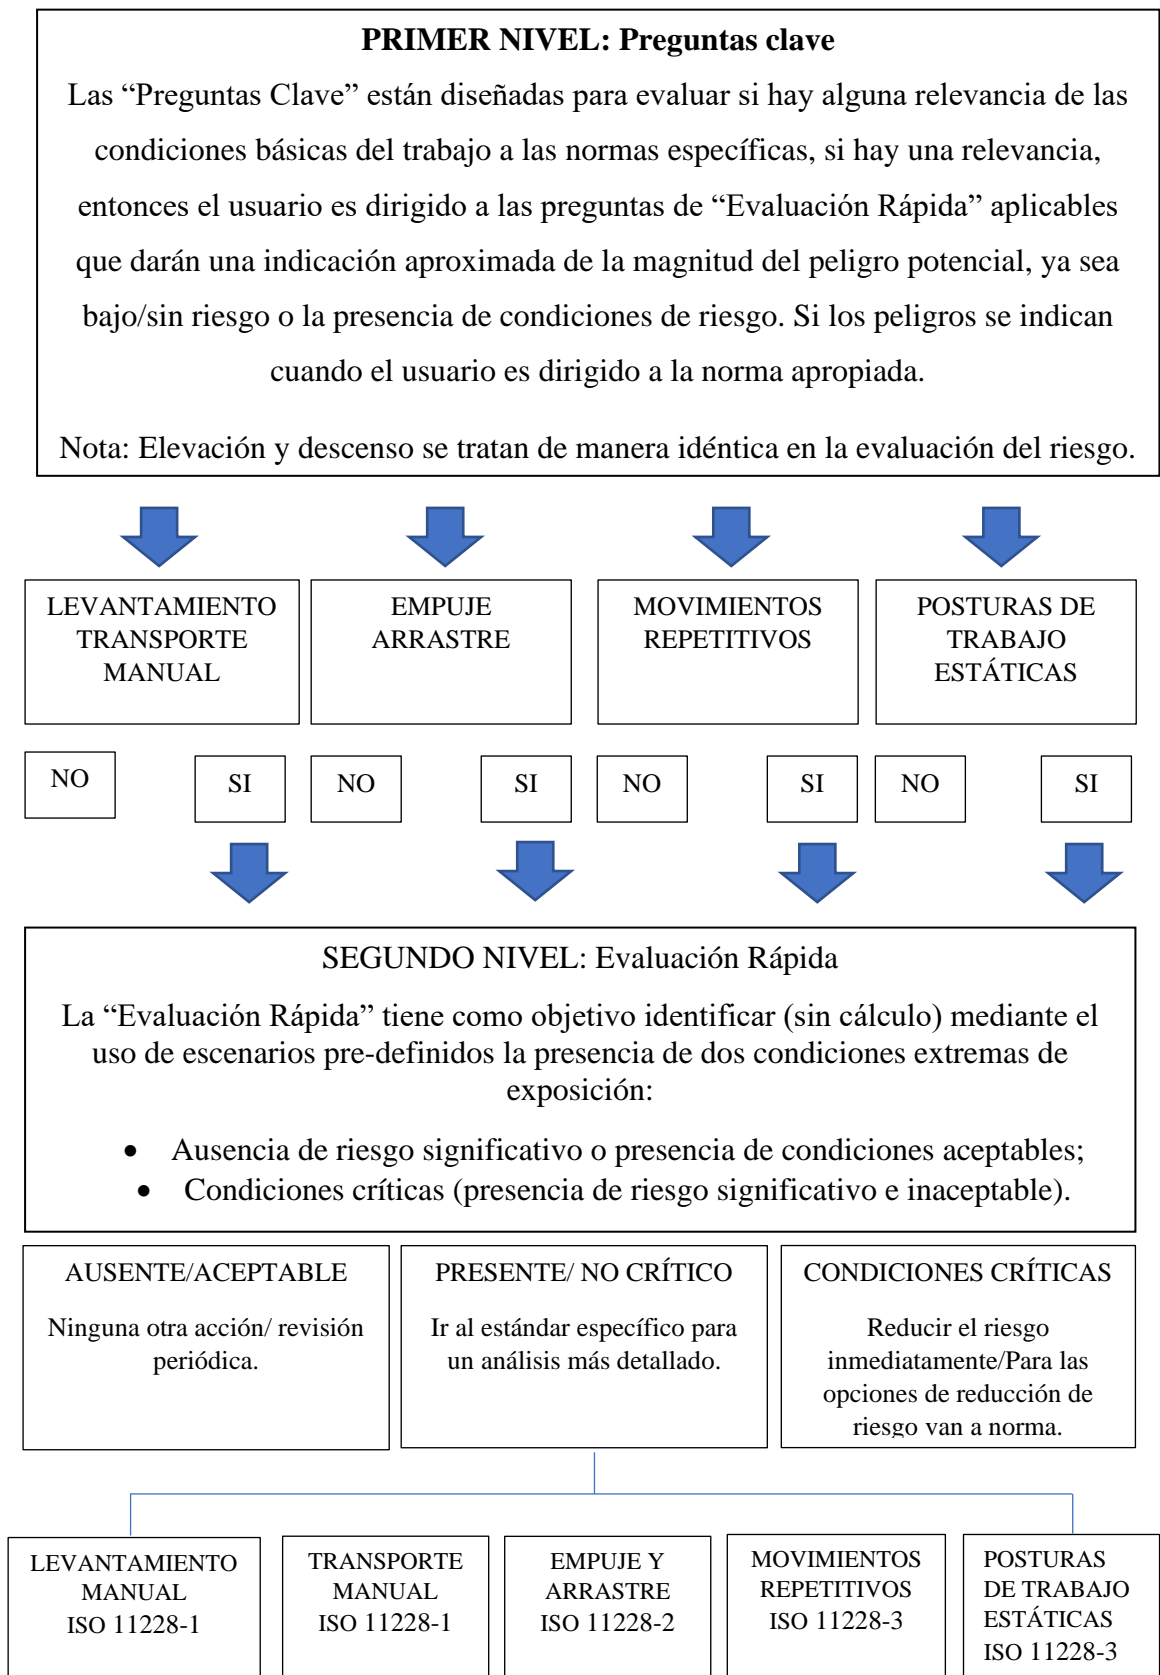 PRIMER NIVEL: Preguntas clave
Las “Preguntas Clave” están diseñadas para evaluar si hay alguna relevancia de las
condiciones básicas del trabajo a las normas específicas, si hay una relevancia,
entonces el usuario es dirigido a las preguntas de “Evaluación Rápida” aplicables
que darán una indicación aproximada de la magnitud del peligro potencial, ya sea
bajo/sin riesgo o la presencia de condiciones de riesgo. Si los peligros se indican
cuando el usuario es dirigido a la norma apropiada.
Nota: Elevación y descenso se tratan de manera idéntica en la evaluación del riesgo.
LEVANTAMIENTO
TRANSPORTE
MANUAL
EMPUJE
ARRASTRE
MOVIMIENTOS
REPETITIVOS
POSTURAS DE
TRABAJO
ESTÁTICAS
NO
SI
NO
SI
NO
SI
NO
SI
SEGUNDO NIVEL: Evaluación Rápida
La “Evaluación Rápida” tiene como objetivo identificar (sin cálculo) mediante el
uso de escenarios pre-definidos la presencia de dos condiciones extremas de
exposición:
• Ausencia de riesgo significativo o presencia de condiciones aceptables;
• Condiciones críticas (presencia de riesgo significativo e inaceptable).
AUSENTE/ACEPTABLE
Ninguna otra acción/ revisión
periódica.
PRESENTE/ NO CRÍTICO
Ir al estándar específico para
un análisis más detallado.
CONDICIONES CRÍTICAS
Reducir el riesgo
inmediatamente/Para las
opciones de reducción de
riesgo van a norma.
LEVANTAMIENTO
MANUAL
ISO 11228-1
TRANSPORTE
MANUAL
ISO 11228-1
EMPUJE Y
ARRASTRE
ISO 11228-2
MOVIMIENTOS
REPETITIVOS
ISO 11228-3
POSTURAS
DE TRABAJO
ESTÁTICAS
ISO 11228-3